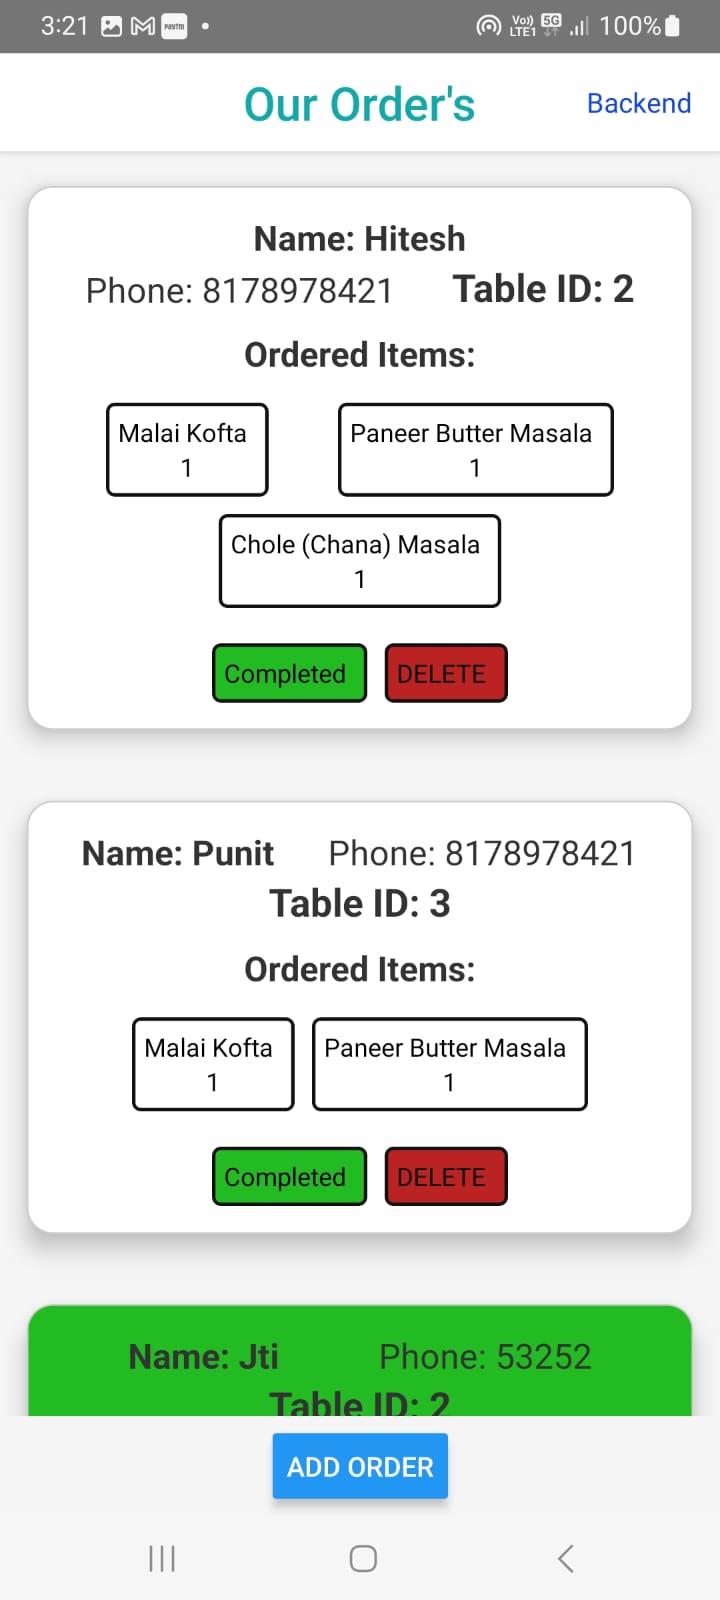 3:21 Paytm Vo)) LTE1 5G 100%
Our Order's Backend
Name: Hitesh
Phone: 8178978421 Table ID: 2
Ordered Items:
Malai Kofta Paneer Butter Masala
1 1
Chole (Chana) Masala
1
Completed DELETE
Name: Punit Phone: 8178978421
Table ID: 3
Ordered Items:
Malai Kofta Paneer Butter Masala
1 1
Completed DELETE
Name: Jti Phone: 53252
Table ID: 2
ADD ORDER